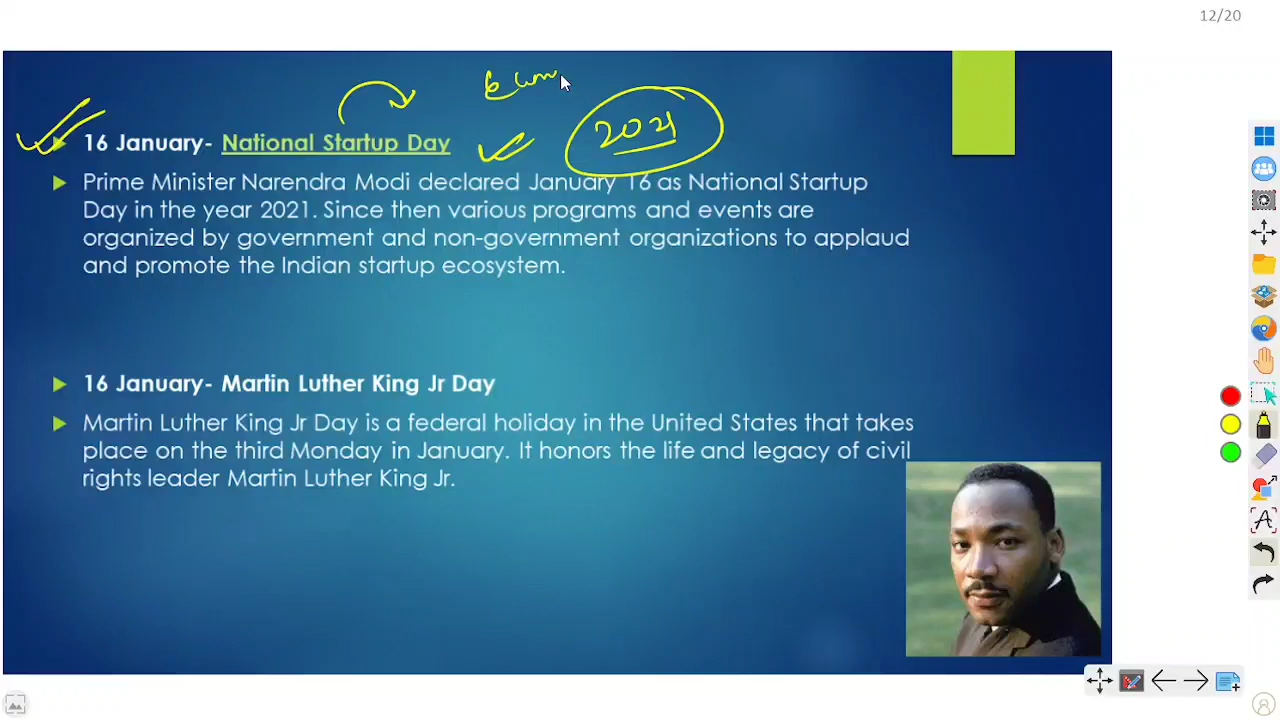 12/20
2021
16 January- National Startup Day
Prime Minister Narendra Modi declared January 16 as National Startup
Day in the year 2021. Since then various programs and events are
organized by government and non-government organizations to applaud
and promote the Indian startup ecosystem.
16 January- Martin Luther King Jr Day
Martin Luther King Jr Day is a federal holiday in the United States that takes
place on the third Monday in January. It honors the life and legacy of civil
rights leader Martin Luther King Jr.